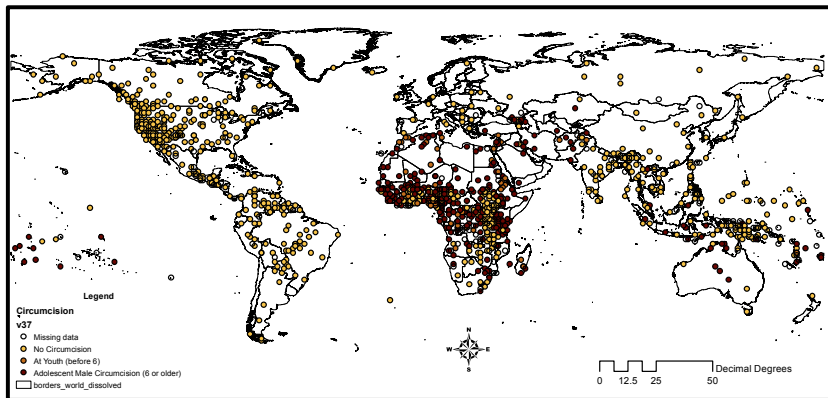 Legend
Circumcision
v37
Missing data
No Circumcision
At Youth (before 6)
Adolescent Male Circumcision (6 or older)
borders_world_dissolved
N
W E
S
Decimal Degrees
0 12.5 25 50